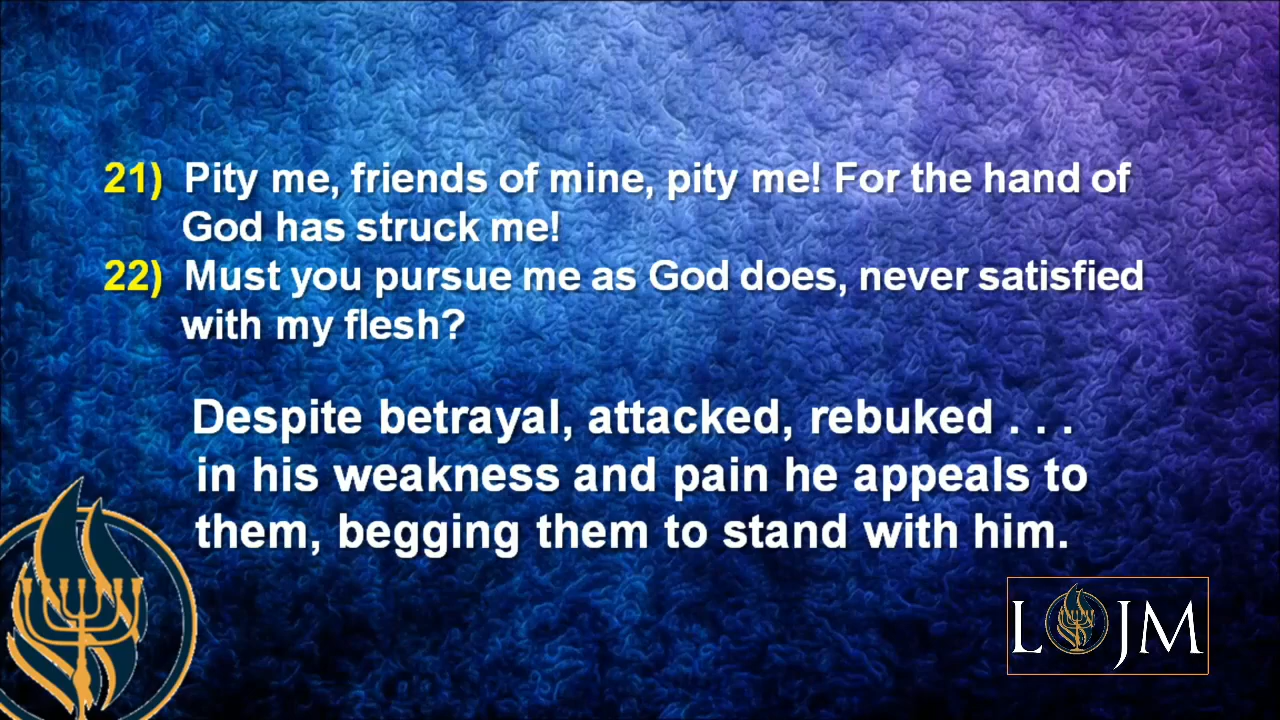 21) Pity me, friends of mine, pity me! For the hand of
God has struck me!
22) Must you pursue me as God does, never satisfied
with my flesh?
Despite betrayal, attacked, rebuked . . .
in his weakness and pain he appeals to
them, begging them to stand with him.
L JM